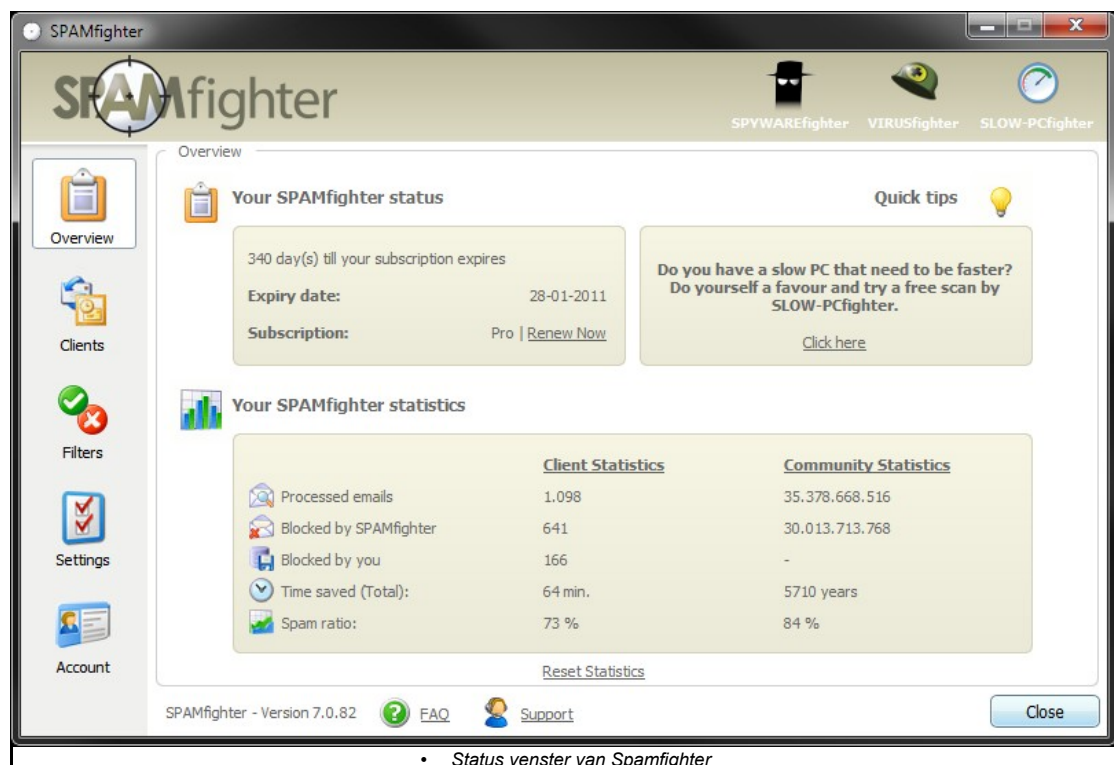 SPAMfighter
SPAMfighter
SPYWAREfighter VIRUSfighter SLOW-PCfighter
Overview
Overview
Clients
Filters
Settings
Account
Your SPAMfighter status
340 day(s) till your subscription expires
Expiry date: 28-01-2011
Subscription: Pro | Renew Now
Quick tips
Do you have a slow PC that need to be faster?
Do yourself a favour and try a free scan by
SLOW-PCfighter.
Click here
Your SPAMfighter statistics
Client Statistics Community Statistics
Processed emails 1.098 35.378.668.516
Blocked by SPAMfighter 641 30.013.713.768
Blocked by you 166 -
Time saved (Total): 64 min. 5710 years
Spam ratio: 73 % 84 %
Reset Statistics
SPAMfighter - Version 7.0.82 FAQ Support Close
• Status venster van Spamfighter